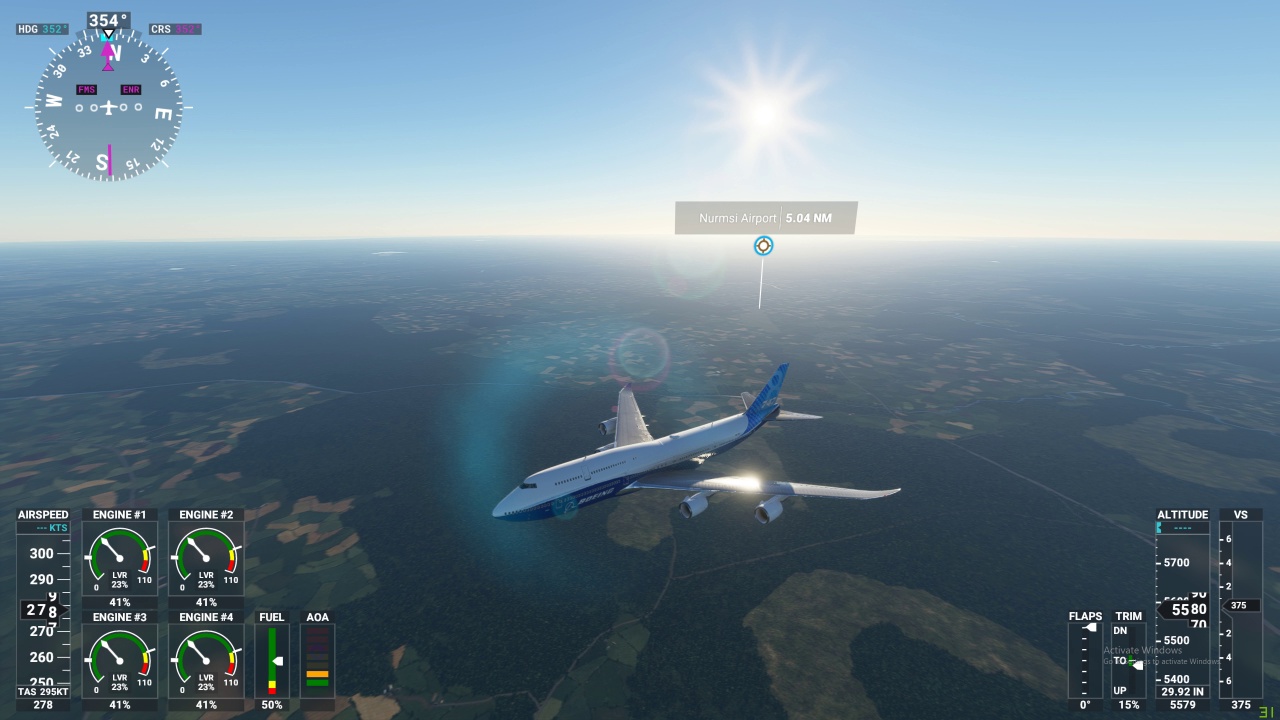 354°
HDG 352°
CRS 352°
N
3
6
E
12
15
S
21
24
W
30
33
FMS
ENR
Nurmsi Airport 5.04 NM
BOEING
AIRSPEED
--- KTS
300
290
278
270
260
250
TAS 295KT
278
ENGINE #1
LVR
23%
0
110
41%
ENGINE #2
LVR
23%
0
110
41%
ENGINE #3
LVR
23%
0
110
41%
ENGINE #4
LVR
23%
0
110
41%
FUEL
50%
AOA
FLAPS
0°
TRIM
DN
TO
UP
15%
ALTITUDE
----
5700
5580
70
5500
5400
29.92 IN
5579
VS
6
4
2
375
2
4
6
375
Activate Windows
to activate Windows
31